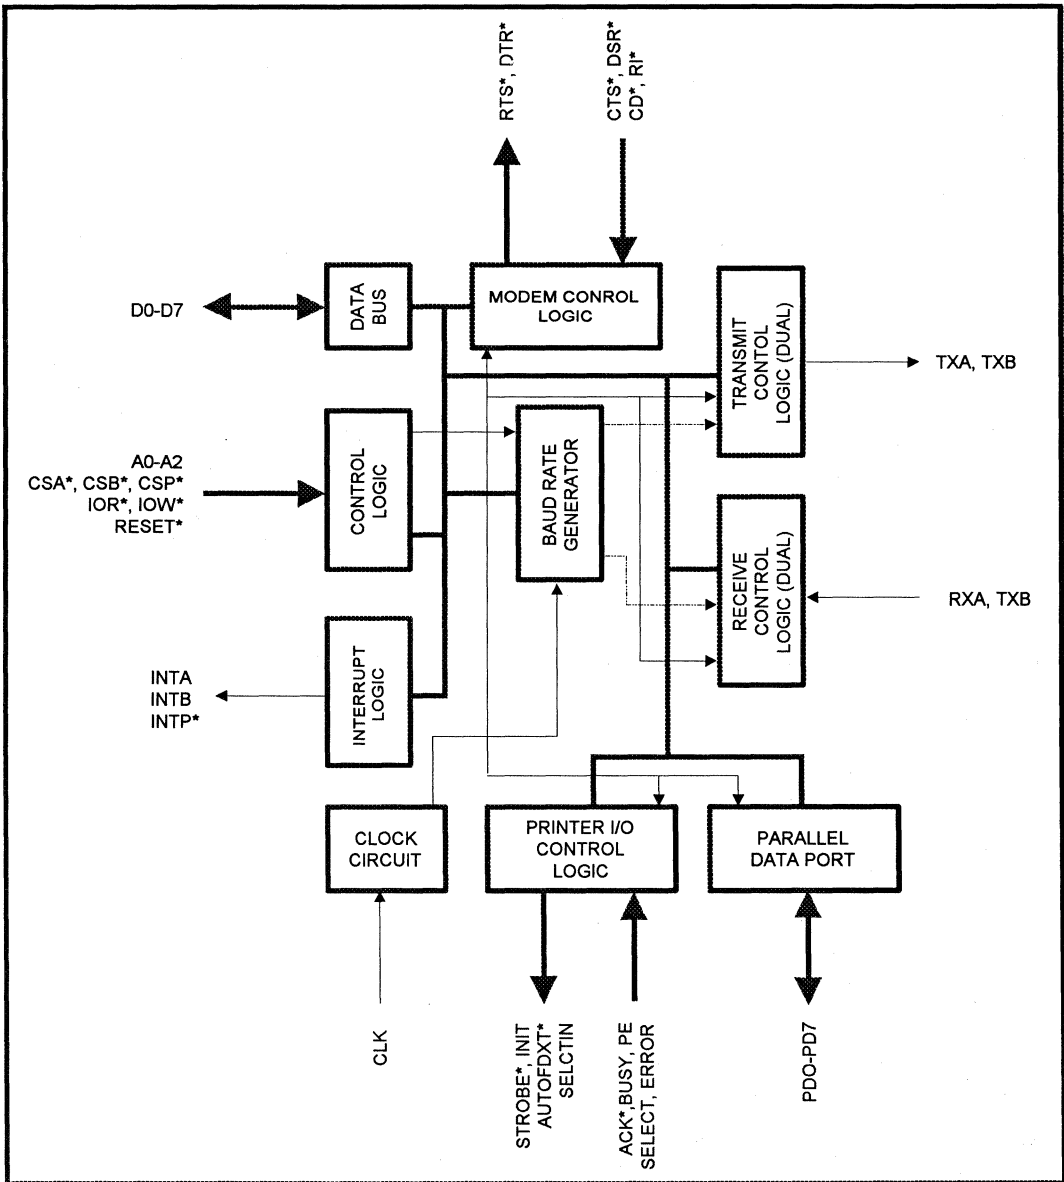 RTS*, DTR*
CTS*, DSR*
CD*, RI*
D0-D7
DATA
BUS
MODEM CONROL
LOGIC
A0-A2
CSA*, CSB*, CSP*
IOR*, IOW*
RESET*
CONTROL
LOGIC
BAUD RATE
GENERATOR
TRANSMIT
CONTOL
LOGIC (DUAL)
TXA, TXB
INTA
INTB
INTP*
INTERRUPT
LOGIC
RECEIVE
CONTROL
LOGIC (DUAL)
RXA, TXB
CLOCK
CIRCUIT
PRINTER I/O
CONTROL
LOGIC
PARALLEL
DATA PORT
CLK
STROBE*, INIT
AUTOFDXT*
SELCTIN
ACK*,BUSY, PE
SELECT, ERROR
PD0-PD7